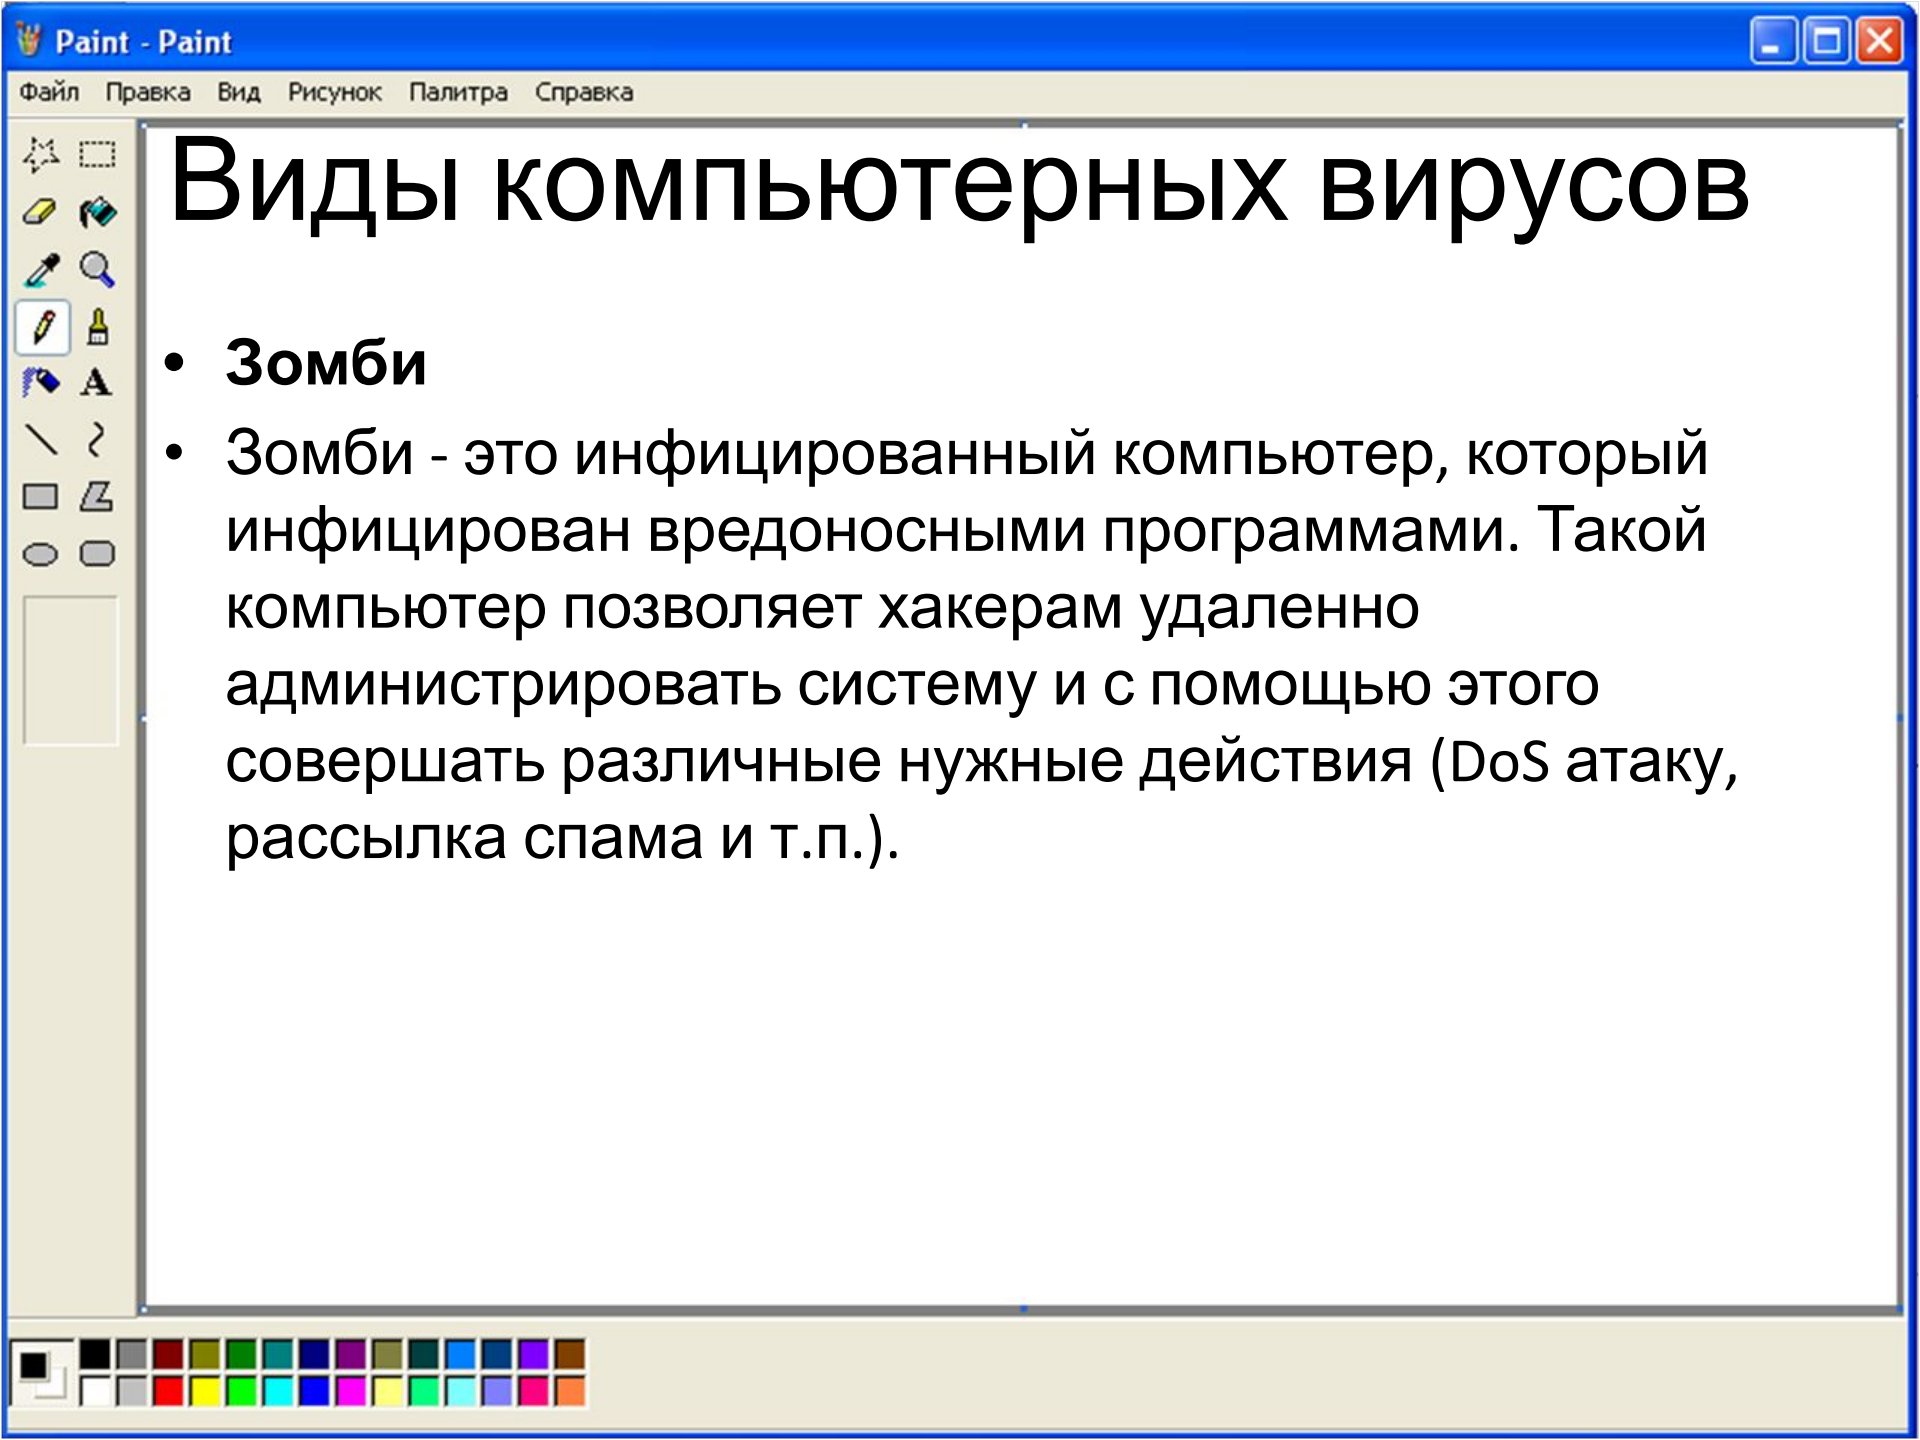 Paint - Paint
Файл Правка Вид Рисунок Палитра Справка
Виды компьютерных вирусов
• Зомби
• Зомби - это инфицированный компьютер, который
инфицирован вредоносными программами. Такой
компьютер позволяет хакерам удаленно
администрировать систему и с помощью этого
совершать различные нужные действия (DoS атаку,
рассылка спама и т.п.).
A